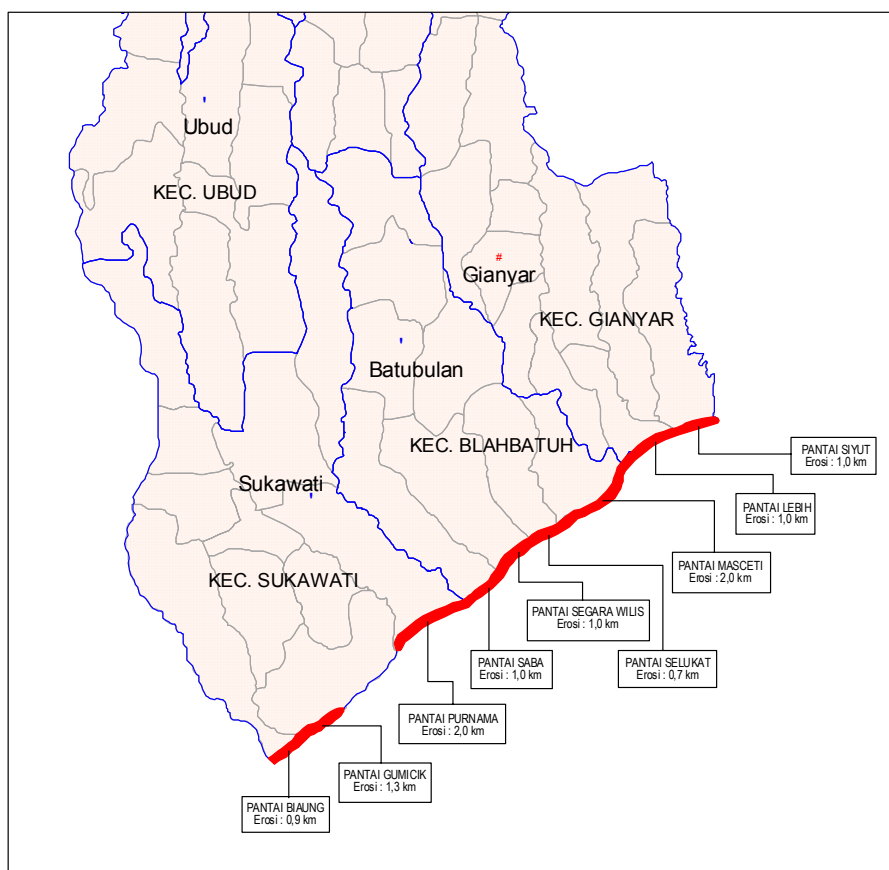 Ubud
KEC. UBUD
#
Gianyar
KEC. GIANYAR
Batubulan
KEC. BLAHBATUH
Sukawati
KEC. SUKAWATI
PANTAI SIYUT
Erosi : 1,0 km
PANTAI LEBIH
Erosi : 1,0 km
PANTAI MASCETI
Erosi : 2,0 km
PANTAI SEGARA WILIS
Erosi : 1,0 km
PANTAI SELUKAT
Erosi : 0,7 km
PANTAI SABA
Erosi : 1,0 km
PANTAI PURNAMA
Erosi : 2,0 km
PANTAI GUMICIK
Erosi : 1,3 km
PANTAI BIAUNG
Erosi : 0,9 km